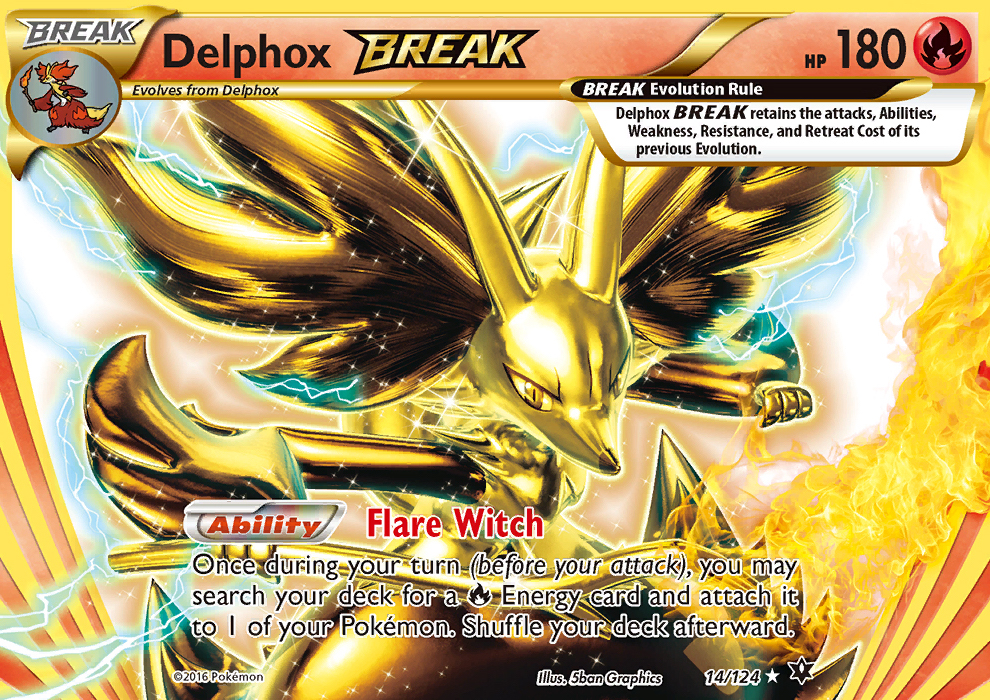 BREAK
Delphox BREAK
HP 180
Evolves from Delphox
BREAK Evolution Rule
Delphox BREAK retains the attacks, Abilities,
Weakness, Resistance, and Retreat Cost of its
previous Evolution.
Ability Flare Witch
Once during your turn (before your attack), you may
search your deck for a Energy card and attach it
to 1 of your Pokémon. Shuffle your deck afterward.
©2016 Pokémon
Illus. 5ban Graphics
14/124 ★